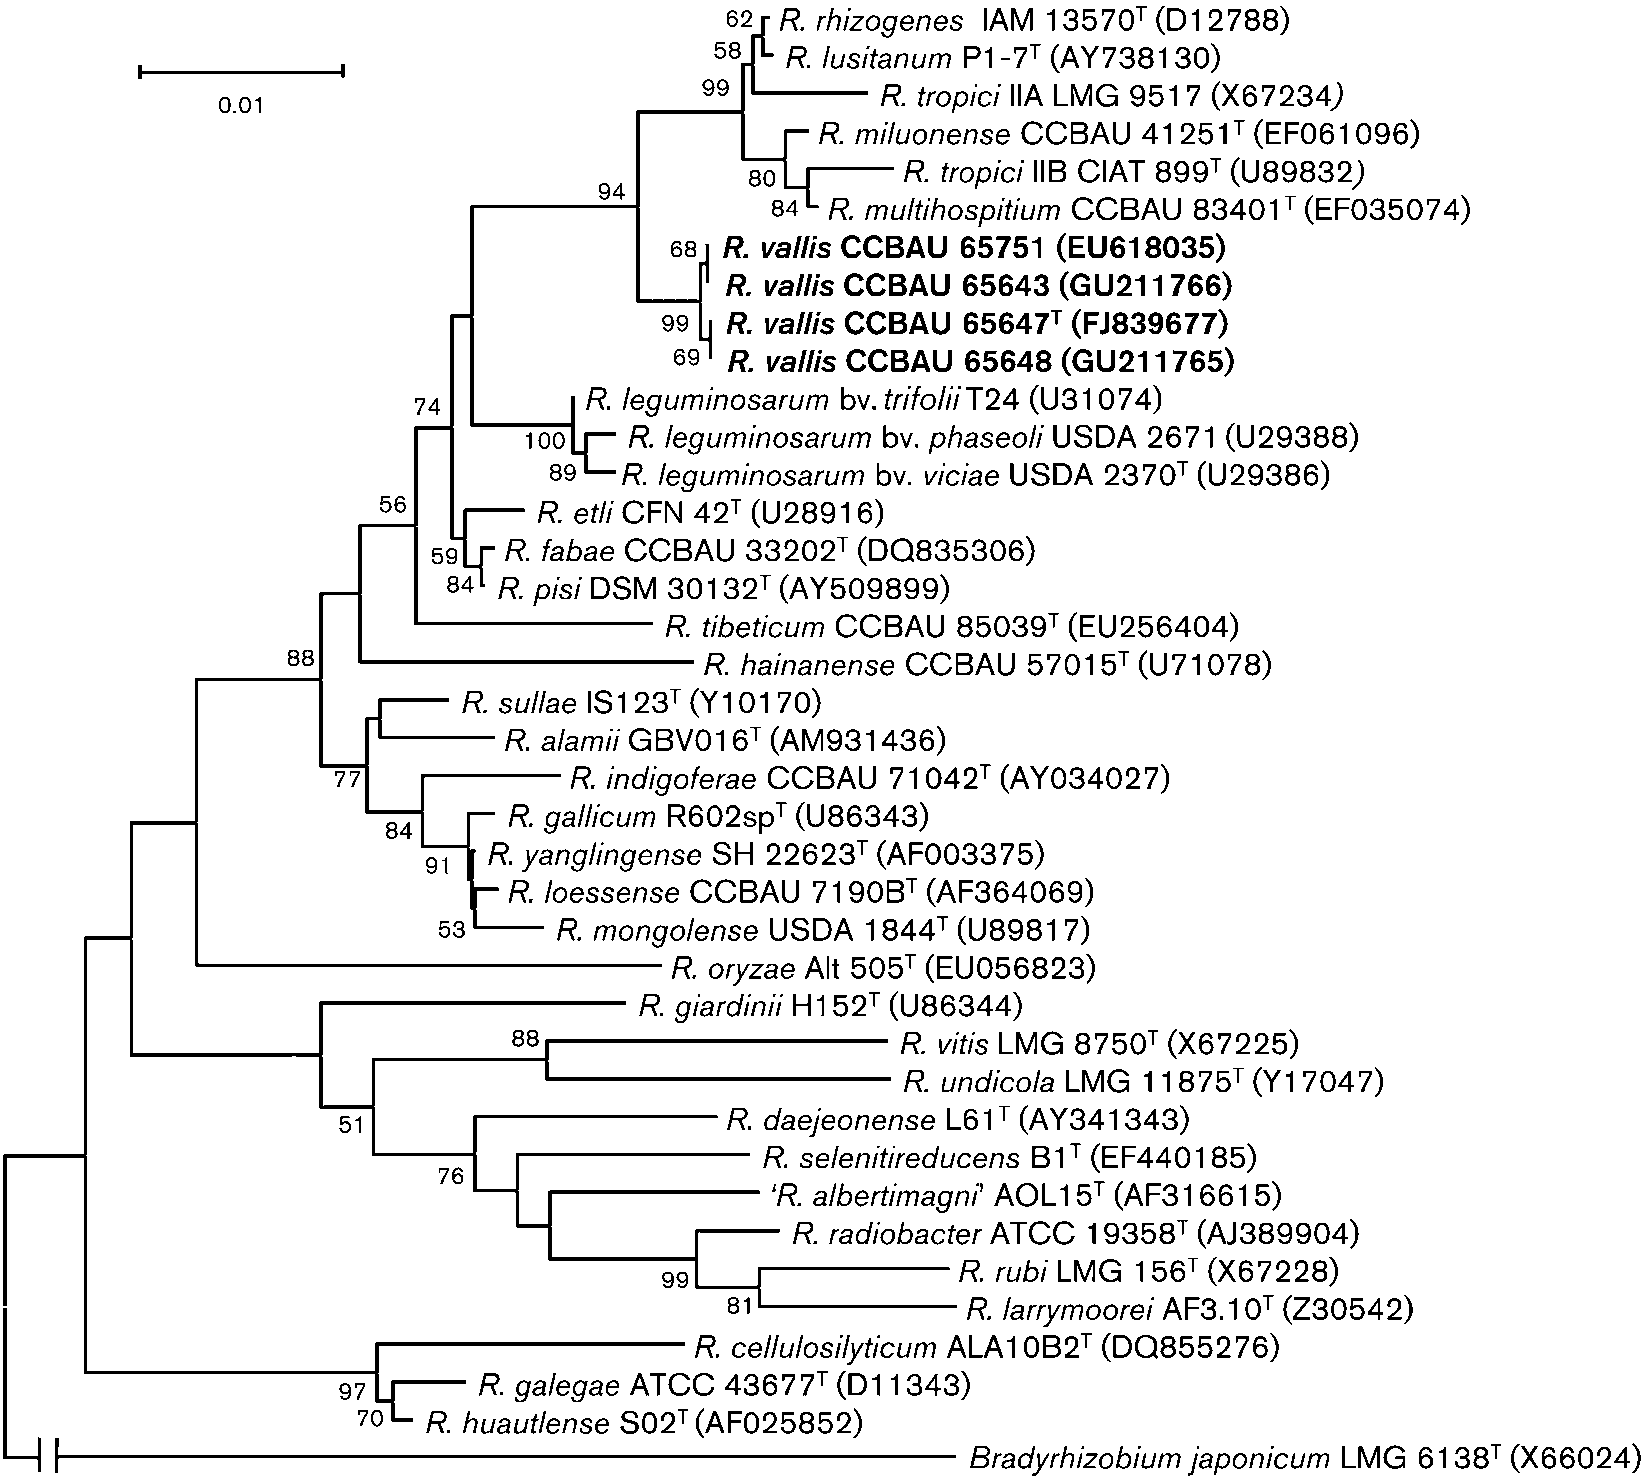 62
R. rhizogenes IAM 13570T (D12788)
58
R. lusitanum P1-7T (AY738130)
0.01
99
R. tropici IIA LMG 9517 (X67234)
R. miluonense CCBAU 41251T (EF061096)
80
R. tropici IIB CIAT 899T (U89832)
94
84
R. multihospitium CCBAU 83401T (EF035074)
68
R. vallis CCBAU 65751 (EU618035)
R. vallis CCBAU 65643 (GU211766)
99
R. vallis CCBAU 65647T (FJ839677)
69
R. vallis CCBAU 65648 (GU211765)
74
R. leguminosarum bv. trifolii T24 (U31074)
100
R. leguminosarum bv. phaseoli USDA 2671 (U29388)
89
R. leguminosarum bv. viciae USDA 2370T (U29386)
56
R. etli CFN 42T (U28916)
59
R. fabae CCBAU 33202T (DQ835306)
84
R. pisi DSM 30132T (AY509899)
R. tibeticum CCBAU 85039T (EU256404)
88
R. hainanense CCBAU 57015T (U71078)
R. sullae IS123T (Y10170)
R. alamii GBV016T (AM931436)
77
R. indigoferae CCBAU 71042T (AY034027)
84
R. gallicum R602spT (U86343)
91
R. yanglingense SH 22623T (AF003375)
R. loessense CCBAU 7190BT (AF364069)
53
R. mongolense USDA 1844T (U89817)
R. oryzae Alt 505T (EU056823)
R. giardinii H152T (U86344)
88
R. vitis LMG 8750T (X67225)
R. undicola LMG 11875T (Y17047)
51
R. daejeonense L61T (AY341343)
76
R. selenitireducens B1T (EF440185)
‘R. albertimagni’ AOL15T (AF316615)
R. radiobacter ATCC 19358T (AJ389904)
99
R. rubi LMG 156T (X67228)
81
R. larrymoorei AF3.10T (Z30542)
R. cellulosilyticum ALA10B2T (DQ855276)
97
R. galegae ATCC 43677T (D11343)
70
R. huautlense S02T (AF025852)
Bradyrhizobium japonicum LMG 6138T (X66024)